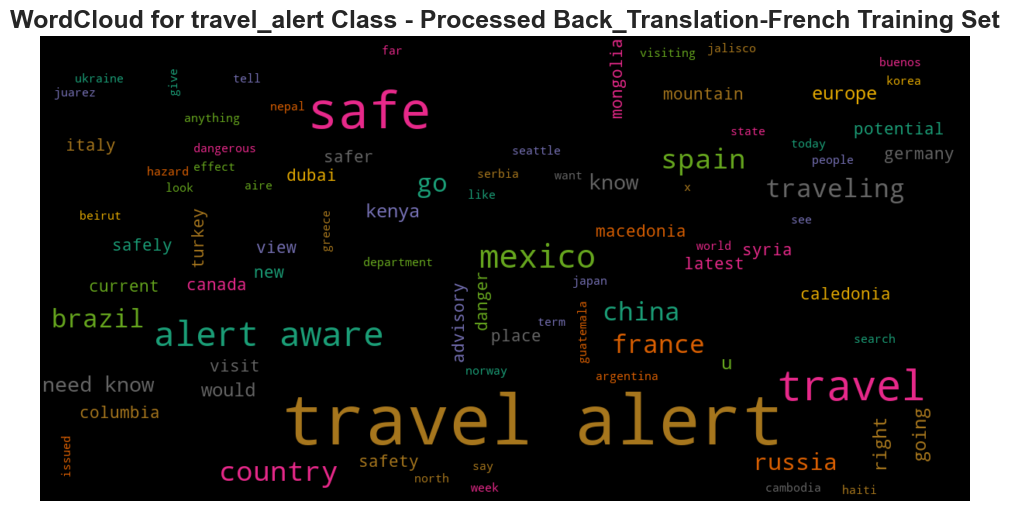 WordCloud for travel_alert Class - Processed Back_Translation-French Training Set
far
visiting
jalisco
mongolia
buenos
ukraine
give
tell
korea
juarez
nepal
safe
mountain
europe
anything
state
potential
italy
dangerous
safer
seattle
spain
today
people
germany
hazard
effect
look
aire
dubai
go
serbia
like
want
know
x
traveling
beirut
turkey
greece
kenya
see
safely
view
macedonia
world
syria
latest
new
department
mexico
current
canada
advisory
danger
japan
caledonia
brazil
alert aware
term
place
guatemala
china
france
search
visit
norway
u
need know
would
argentina
travel
columbia
travel alert
right
going
issued
country
safety
north
say
week
russia
cambodia
haiti